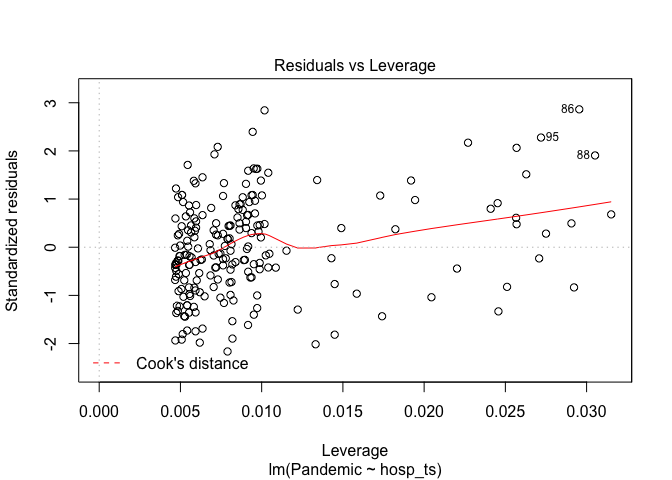 Residuals vs Leverage
Standardized residuals
3
2
1
0
-1
-2
86
95
88
Cook's distance
0.000 0.005 0.010 0.015 0.020 0.025 0.030
Leverage
lm(Pandemic ~ hosp_ts)